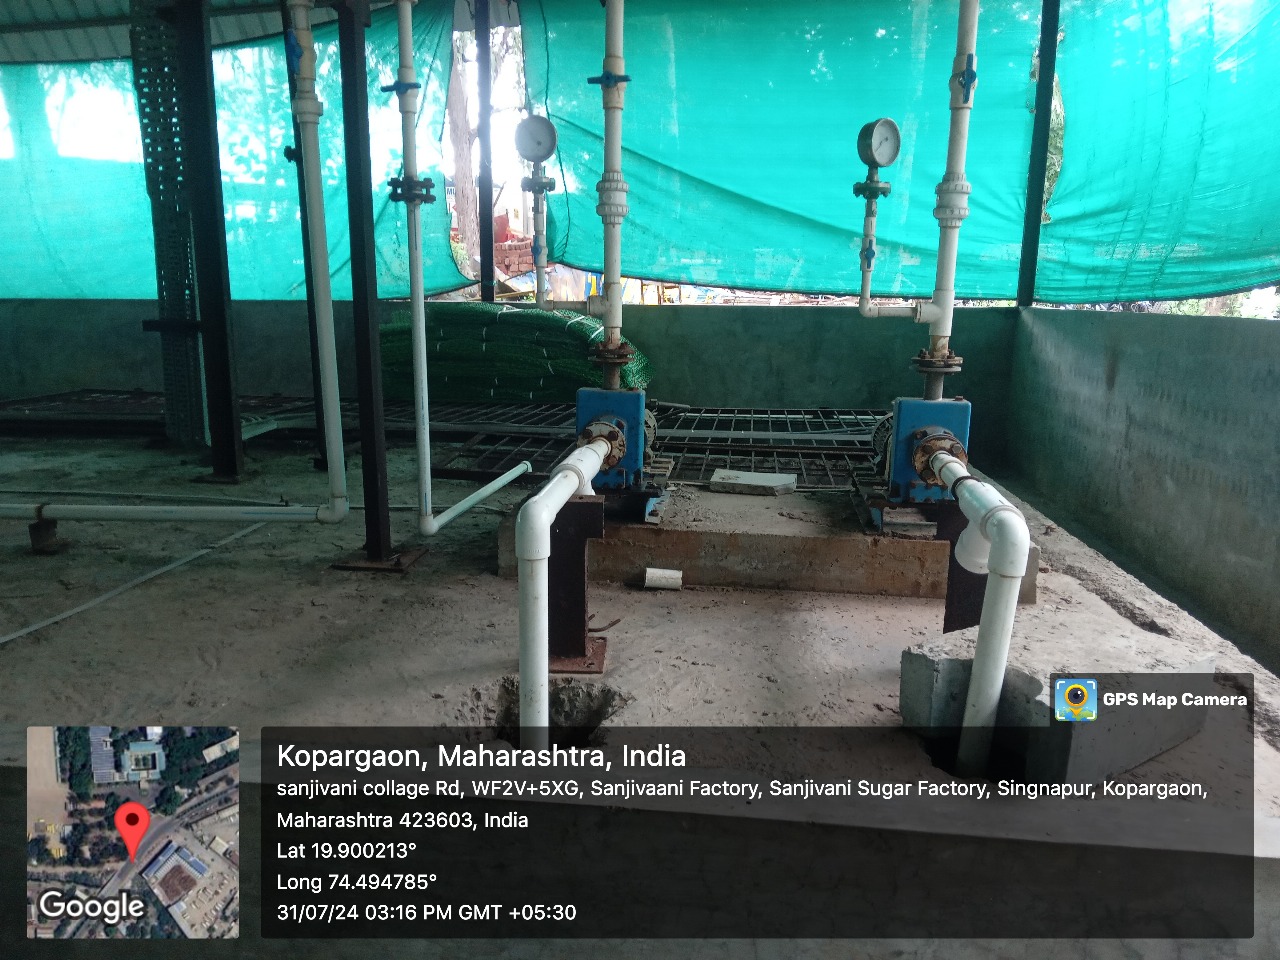 GPS Map Camera
Kopargaon, Maharashtra, India
sanjivani collage Rd, WF2V+5XG, Sanjivaani Factory, Sanjivani Sugar Factory, Singnapur, Kopargaon,
Maharashtra 423603, India
Lat 19.900213°
Long 74.494785°
31/07/24 03:16 PM GMT +05:30
Google